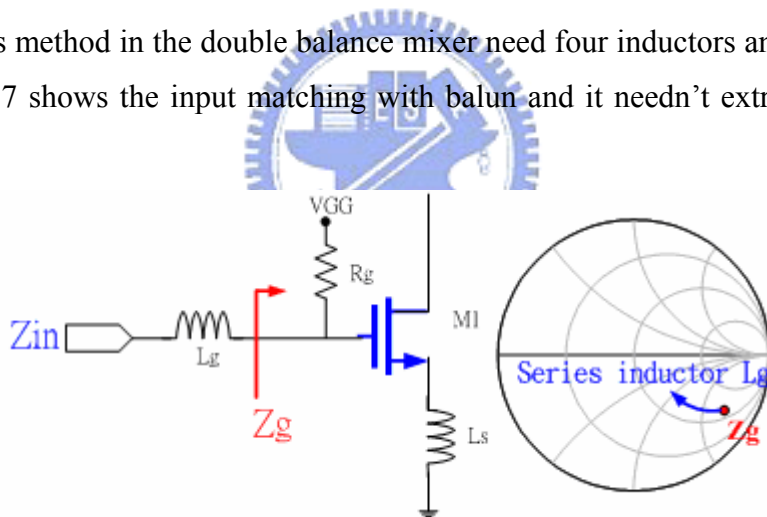 s method in the double balance mixer need four inductors an
7 shows the input matching with balun and it needn't extr
VGG
Rg
M1
Zin
Lg
Series inductor Lg
Zg
Zg
Ls